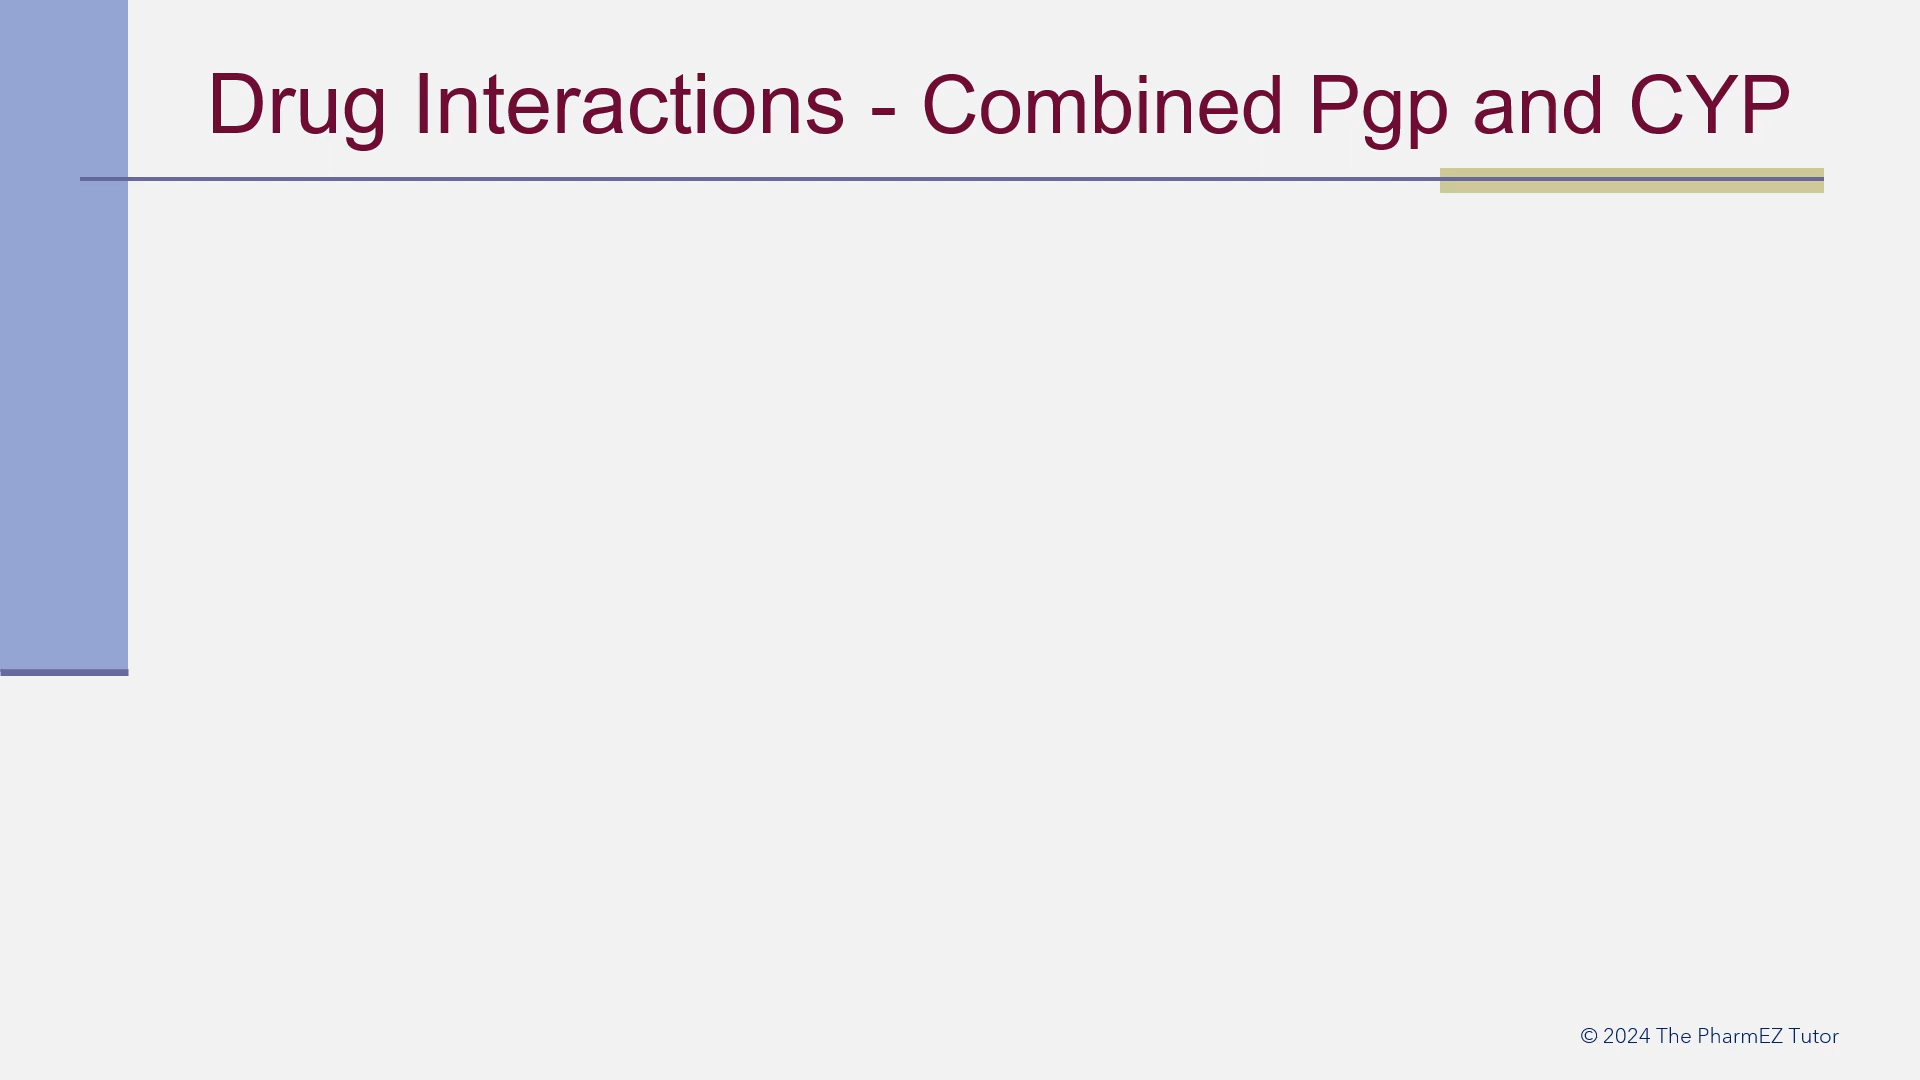 Drug Interactions - Combined Pgp and CYP
© 2024 The PharmEZ Tutor